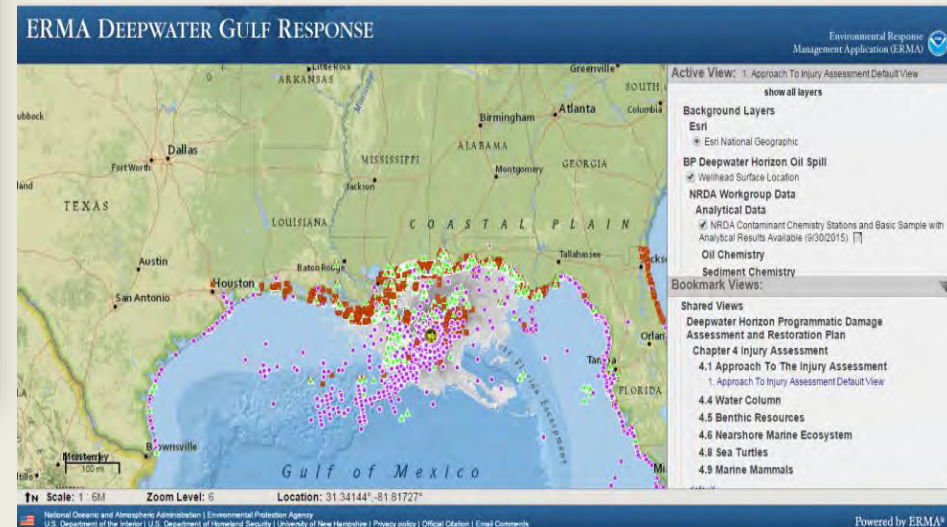 ERMA DEEPWATER GULF RESPONSE
Environmental Response
Management Application (ERMA)
Little Rock
ARKANSAS
Greenville
SOUTH
Columbia
Birmingham
Atlanta
ubbock
Dallas
Fort Worth
MISSISSIPPI
ALABAMA
Montgomery
GEORGIA
Jackson
land
TEXAS
LOUISIANA
COASTAL PLAIN
Tallahassee
Jacks
Austin
Baton Rouge
Houston
San Antonio
Orlan
Tampa
FLORIDA
Brownsville
Monterrey
100 mi
Gulf of Mexico
Mi
Active View: 1. Approach To Injury Assessment Default View
show all layers
Background Layers
Esri
Esri National Geographic
BP Deepwater Horizon Oil Spill
Wellhead Surface Location
NRDA Workgroup Data
Analytical Data
NRDA Contaminant Chemistry Stations and Basic Sample with
Analytical Results Available (9/30/2015)
Oil Chemistry
Sediment Chemistry
Bookmark Views:
Shared Views
Deepwater Horizon Programmatic Damage
Assessment and Restoration Plan
Chapter 4 Injury Assessment
4.1 Approach To The Injury Assessment
1. Approach To Injury Assessment Default View
4.4 Water Column
4.5 Benthic Resources
4.6 Nearshore Marine Ecosystem
4.8 Sea Turtles
4.9 Marine Mammals
N Scale: 1 : 6M Zoom Level: 6 Location: 31.34144°,-81.81727°
National Oceanic and Atmospheric Administration | Environmental Protection Agency
U.S. Department of the Interior | U.S. Department of Homeland Security | University of New Hampshire | Privacy policy | Official Citation | Email Comments
Powered by ERMA®